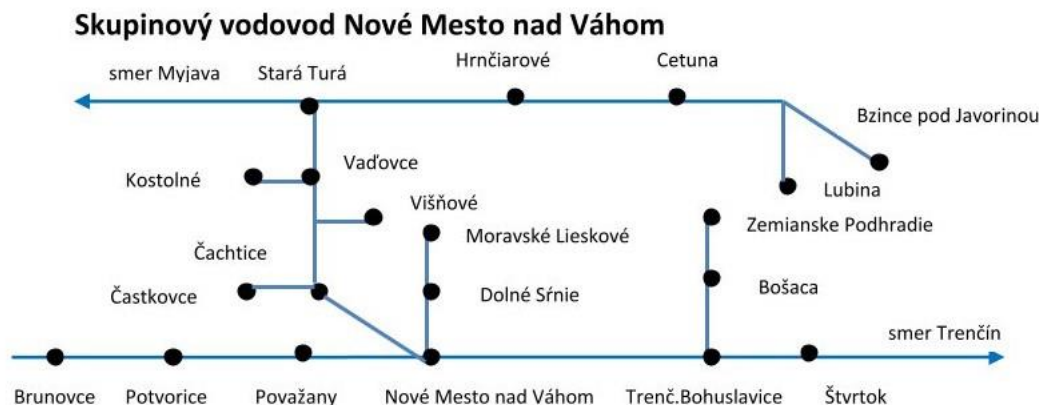 Skupinový vodovod Nové Mesto nad Váhom
smer Myjava
Stará Turá
Hrnčiarové
Cetuna
Bzince pod Javorinou
Kostolné
Vaďovce
Lubina
Višňové
Zemianske Podhradie
Moravské Lieskové
Čachtice
Častkovce
Dolné Sŕnie
Bošaca
smer Trenčín
Brunovce
Potvorice
Považany
Nové Mesto nad Váhom
Trenč.Bohuslavice
Štvrtok